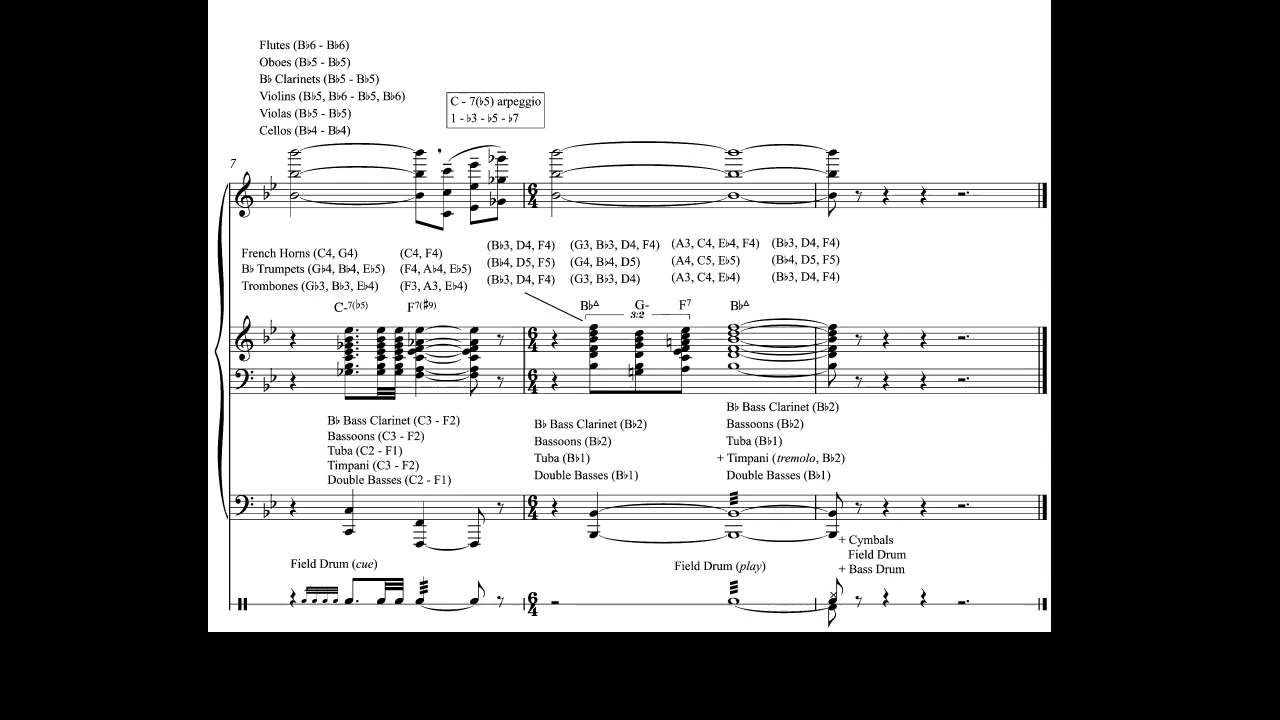 Flutes (B♭6 - B♭6)
Oboes (B♭5 - B♭5)
B♭ Clarinets (B♭5 - B♭5)
Violins (B♭5, B♭6 - B♭5, B♭6)
Violas (B♭5 - B♭5)
Cellos (B♭4 - B♭4)
C - 7(♭5) arpeggio
1 - ♭3 - ♭5 - ♭7
7
6
4
French Horns (C4, G4) (C4, F4) (B♭3, D4, F4) (G3, B♭3, D4, F4) (A3, C4, E♭4, F4) (B♭3, D4, F4)
B♭ Trumpets (G♭4, B♭4, E♭5) (F4, A♭4, E♭5) (B♭4, D5, F5) (G4, B♭4, D5) (A4, C5, E♭5) (B♭4, D5, F5)
Trombones (G♭3, B♭3, E♭4) (F3, A3, E♭4) (B♭3, D4, F4) (G3, B♭3, D4) (A3, C4, E♭4) (B♭3, D4, F4)
C-7(♭5) F7(♯9) B♭△ G- F7 B♭△
3:2
6
4
6
4
B♭ Bass Clarinet (C3 - F2)
Bassoons (C3 - F2)
Tuba (C2 - F1)
Timpani (C3 - F2)
Double Basses (C2 - F1)
B♭ Bass Clarinet (B♭2)
Bassoons (B♭2)
Tuba (B♭1)
Double Basses (B♭1)
B♭ Bass Clarinet (B♭2)
Bassoons (B♭2)
Tuba (B♭1)
+ Timpani (tremolo, B♭2)
Double Basses (B♭1)
6
4
+ Cymbals
Field Drum
+ Bass Drum
Field Drum (cue)
Field Drum (play)
6
4